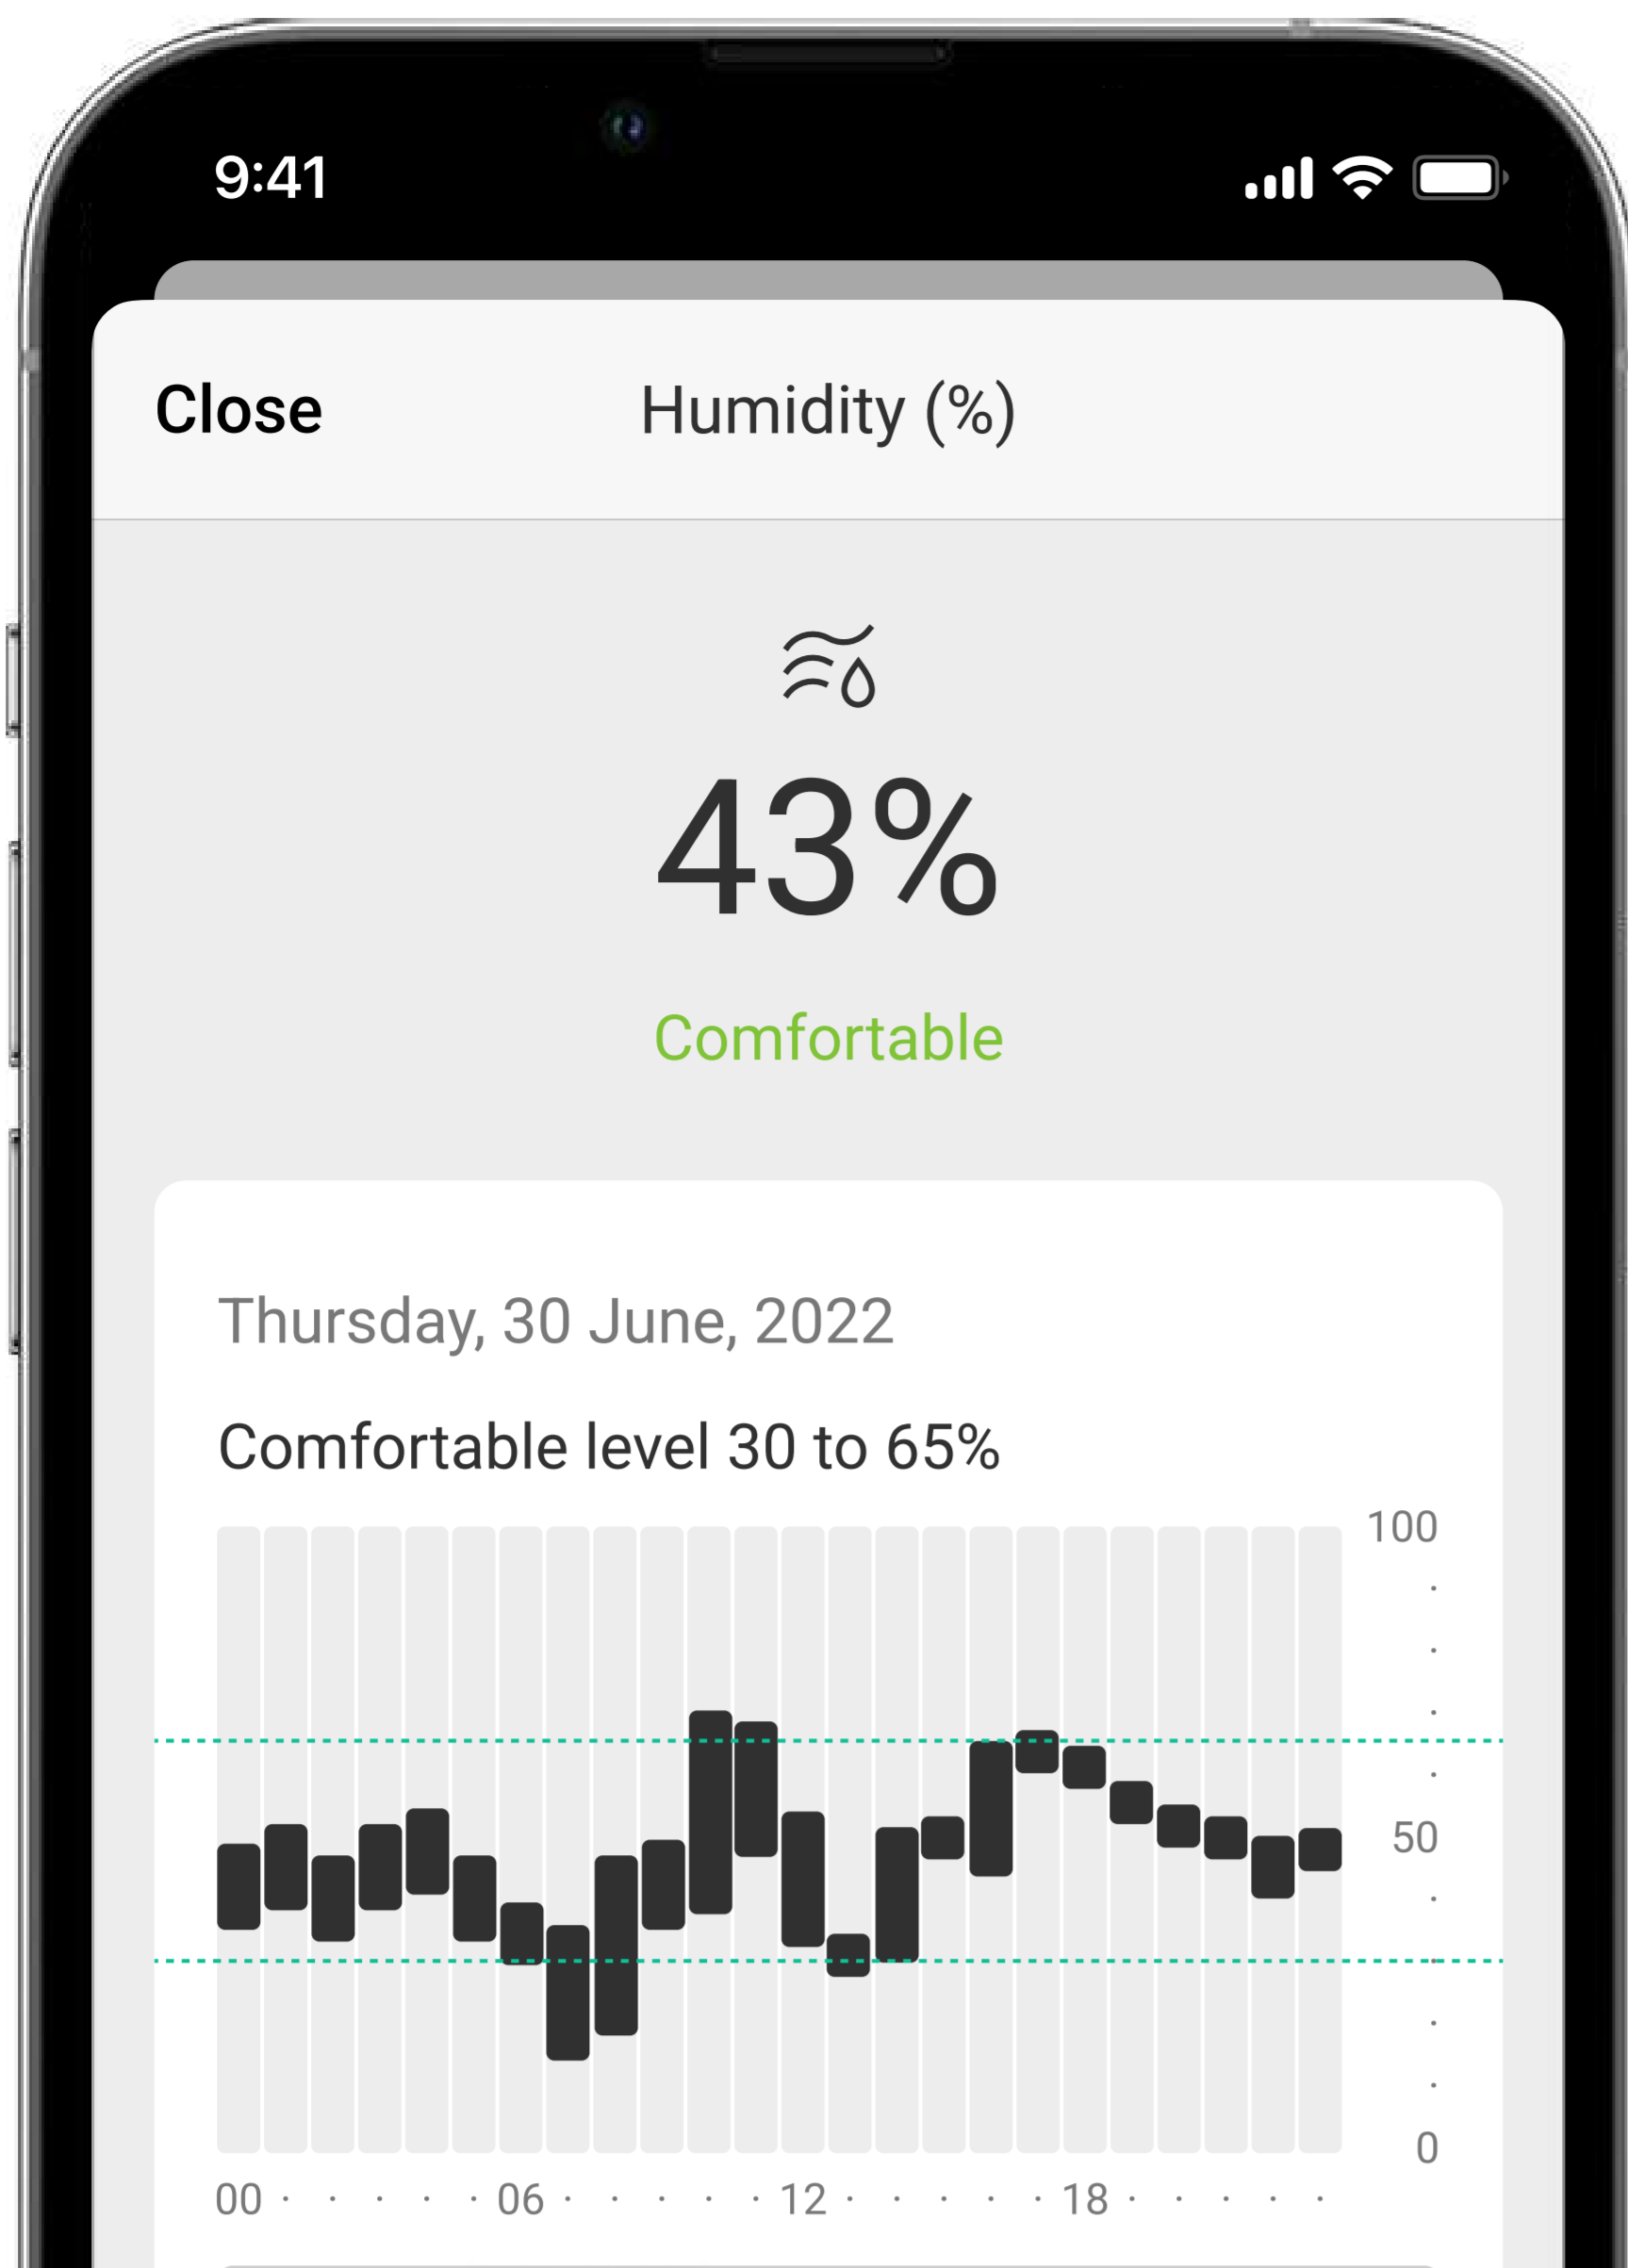 9:41
Close
Humidity (%)
43%
Comfortable
Thursday, 30 June, 2022
Comfortable level 30 to 65%
100
50
0
00 · · · · · 06 · · · · · 12 · · · · · 18 · · · · ·